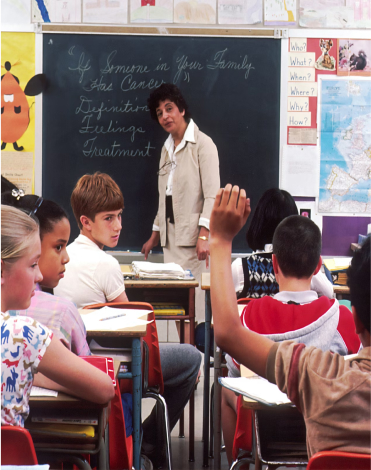 "If Someone in Your Family
Has Cancer"
Definition
Feelings
Treatment
Who?
What?
When?
Where?
Why?
How?